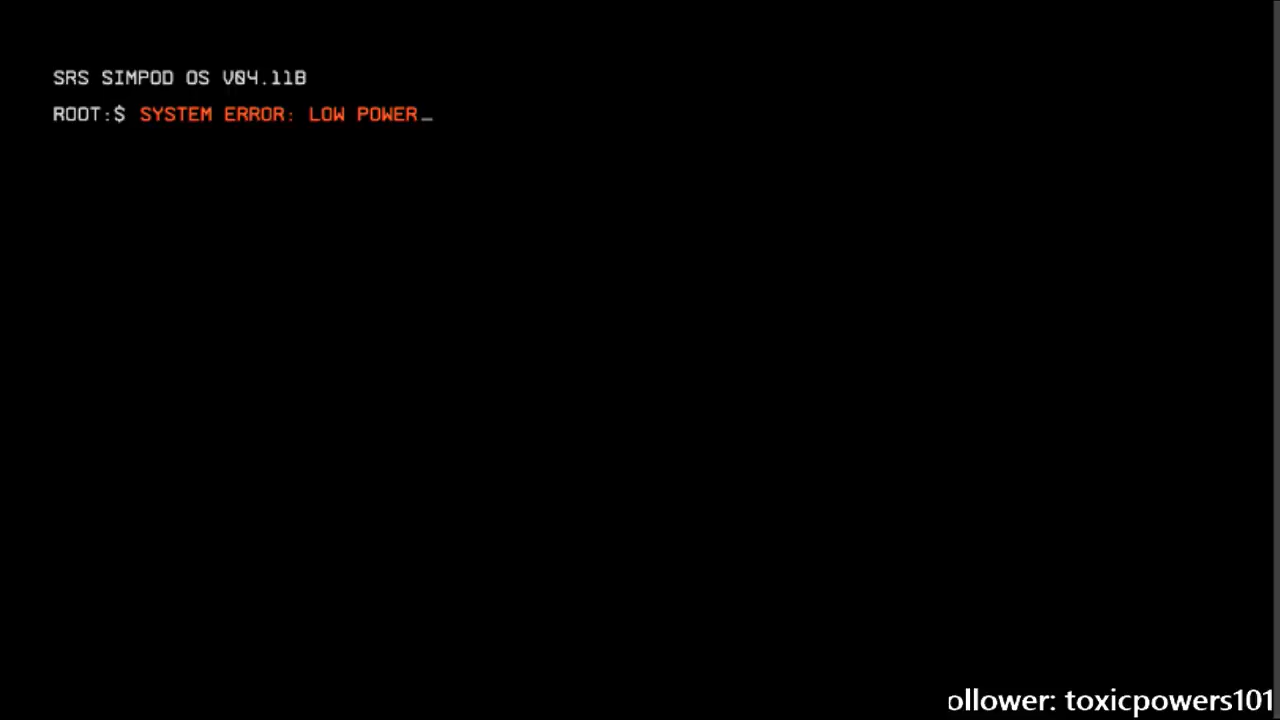 SRS SIMPOD OS V04.11B
ROOT:$ SYSTEM ERROR: LOW POWER_
ollower: toxicpowers101